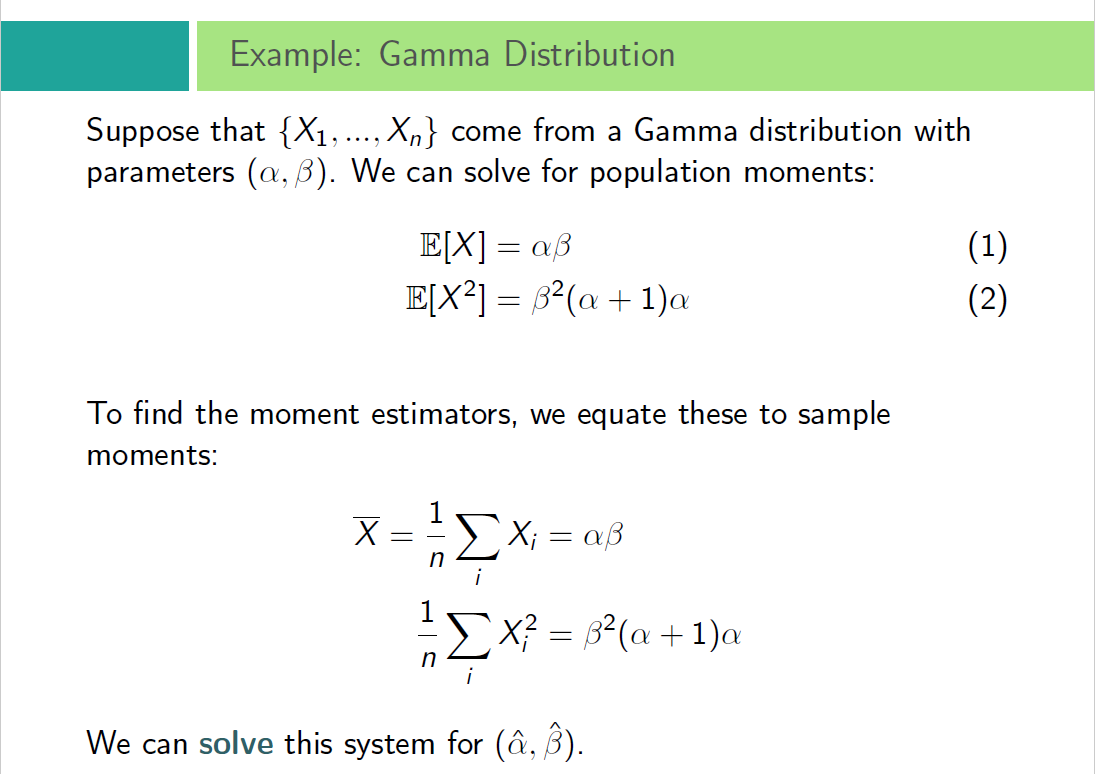 Example: Gamma Distribution
Suppose that {X₁, ..., Xₙ} come from a Gamma distribution with
parameters (α, β). We can solve for population moments:
𝔼[X] = αβ (1)
𝔼[X²] = β²(α + 1)α (2)
To find the moment estimators, we equate these to sample
moments:
X̅ = 1/n ∑ᵢ Xᵢ = αβ
1/n ∑ᵢ Xᵢ² = β²(α + 1)α
We can solve this system for (α̂, β̂).